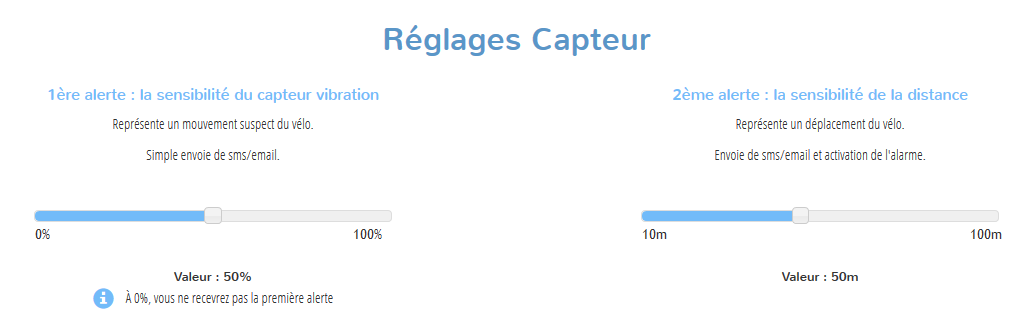 Réglages Capteur
1ère alerte : la sensibilité du capteur vibration
Représente un mouvement suspect du vélo.
Simple envoie de sms/email.
0%
100%
Valeur : 50%
À 0%, vous ne recevrez pas la première alerte
2ème alerte : la sensibilité de la distance
Représente un déplacement du vélo.
Envoie de sms/email et activation de l'alarme.
10m
100m
Valeur : 50m